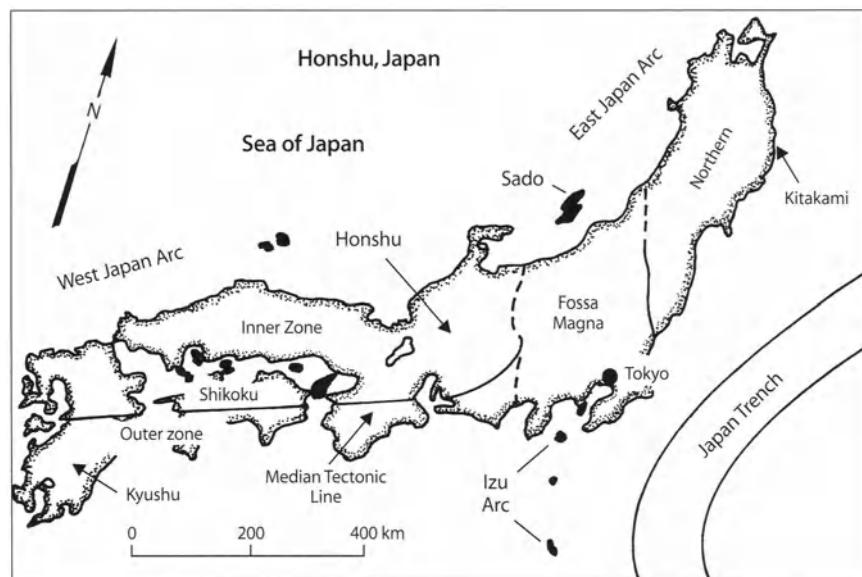 Honshu, Japan
N
Sea of Japan
East Japan Arc
Northern
Sado
Kitakami
Honshu
West Japan Arc
Inner Zone
Fossa
Magna
Tokyo
Shikoku
Japan Trench
Outer zone
Median Tectonic
Line
Izu
Arc
Kyushu
0 200 400 km